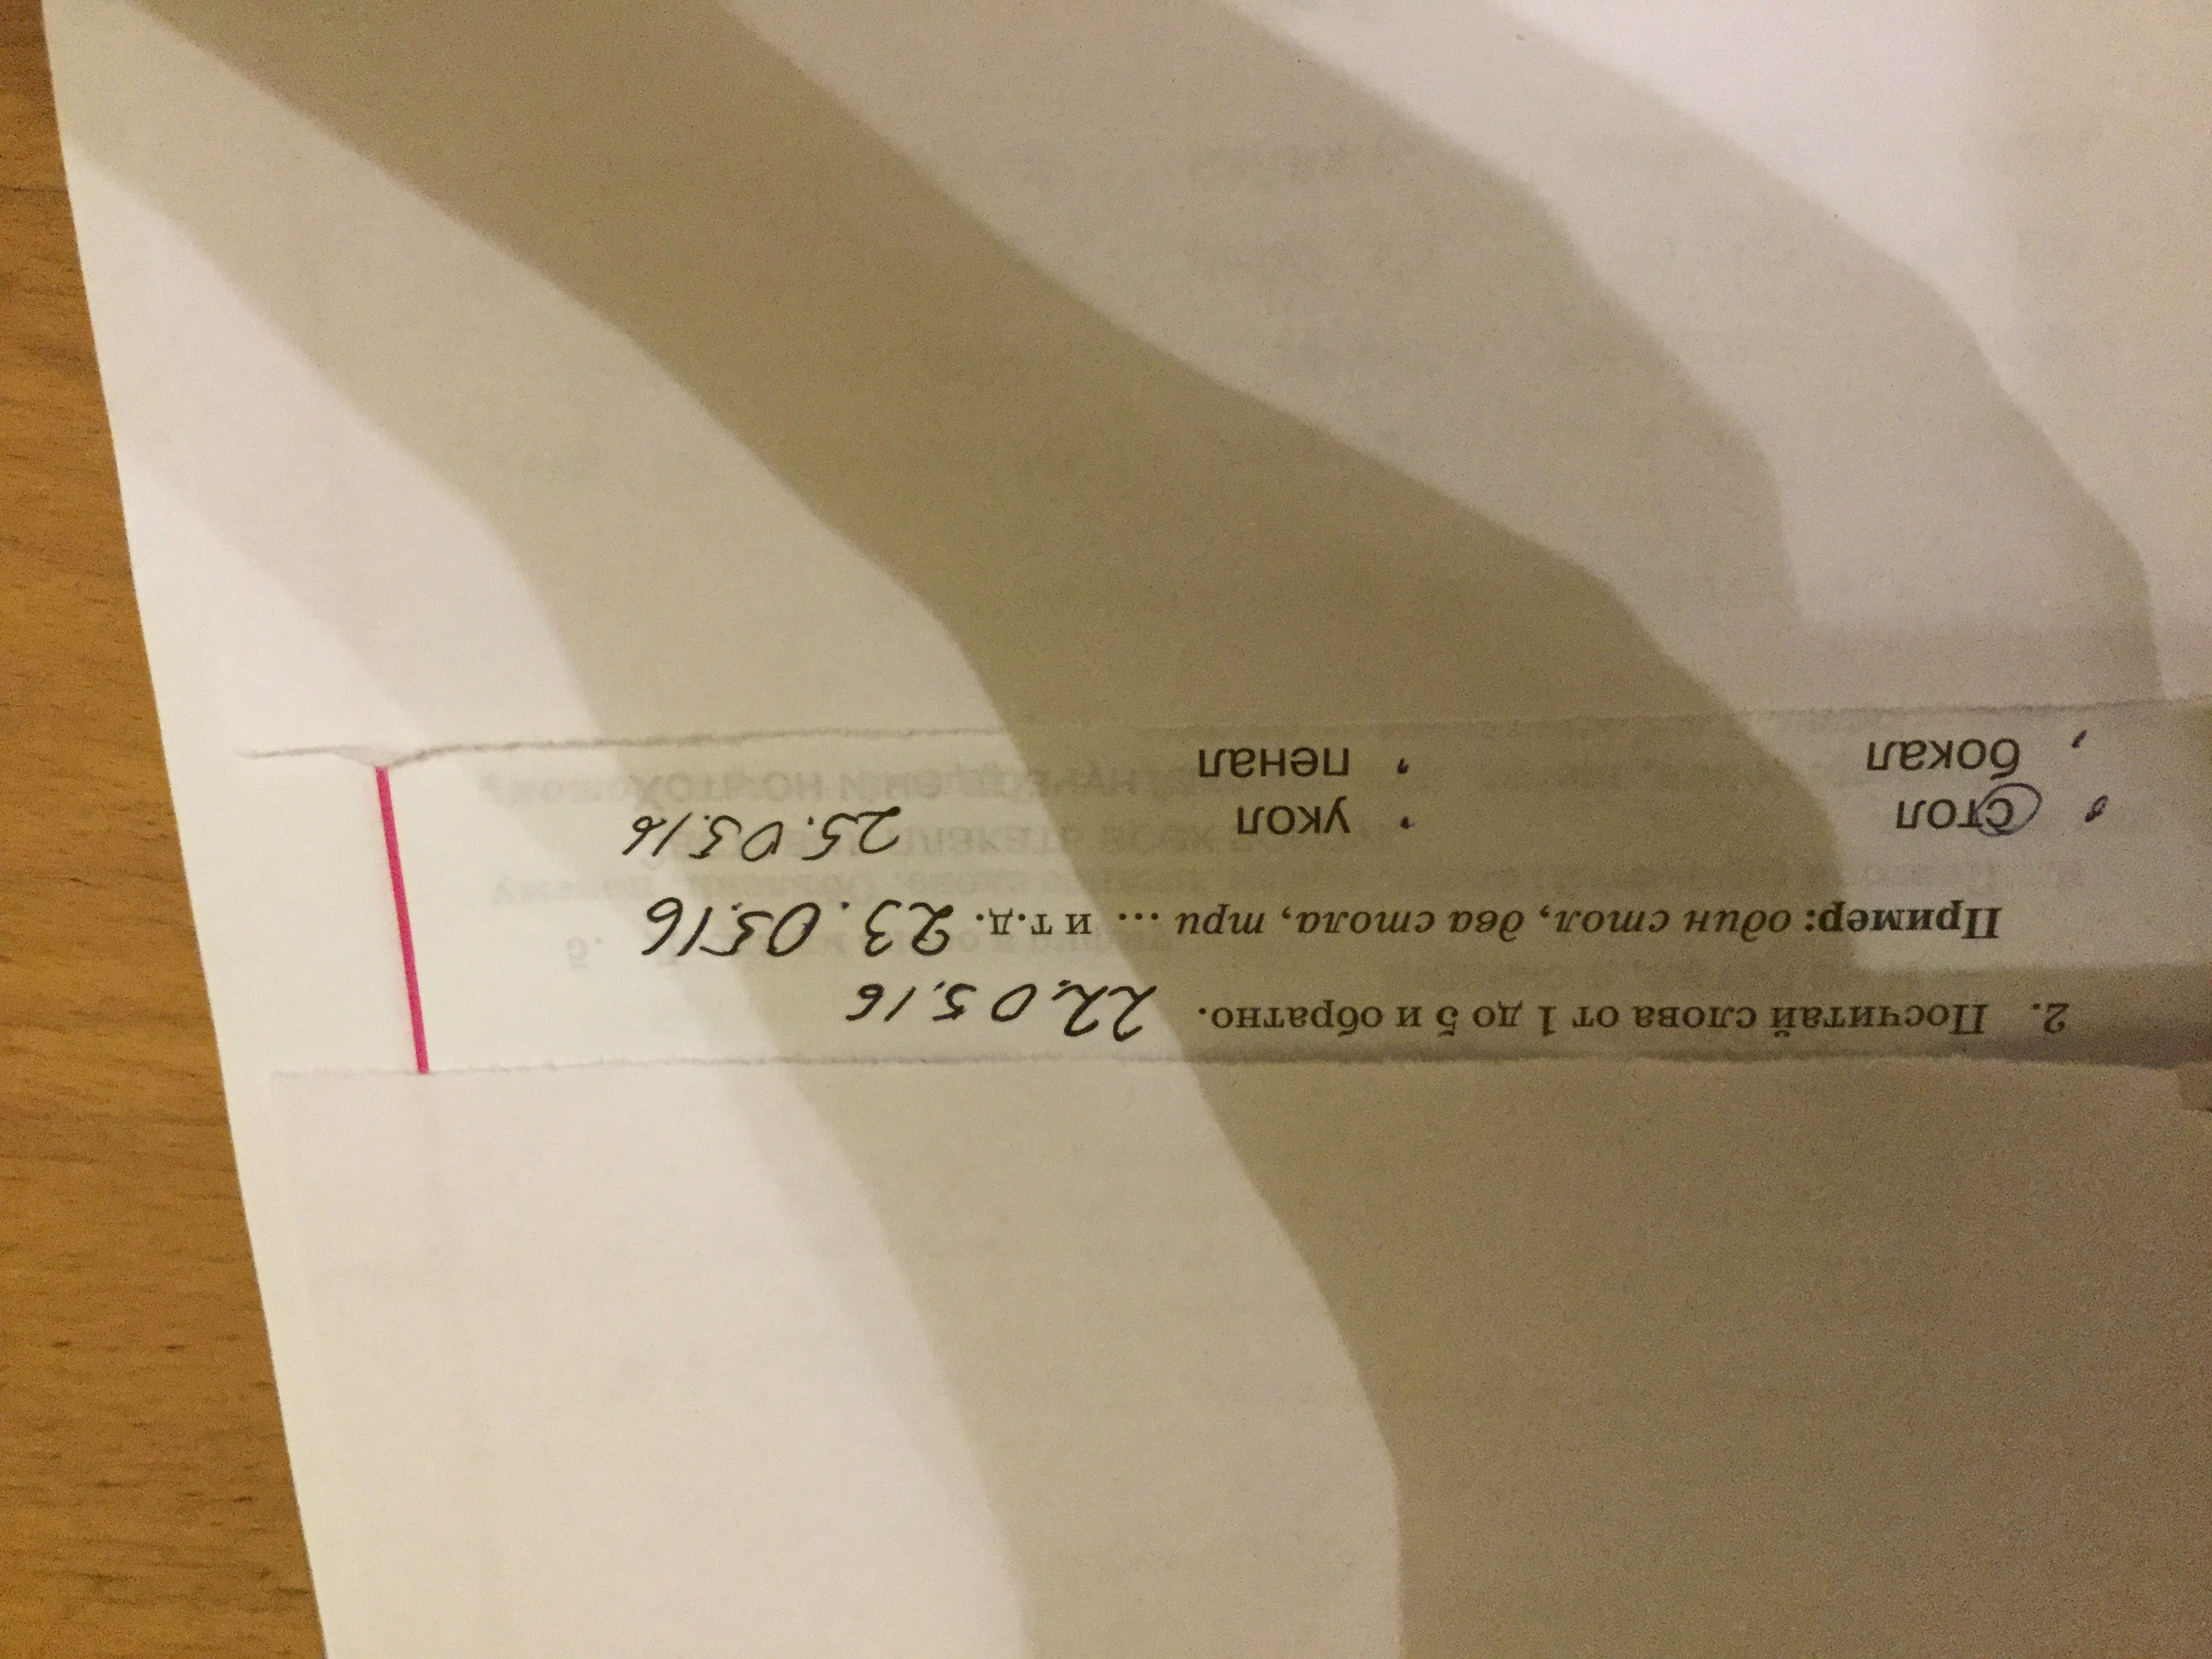 2. Посчитай слова от 1 до 5 и обратно. 22.05.16
Пример: один стол, два стола, три ... и т.д. 23.05.16
стол укол 25.05.16
бокал пенал